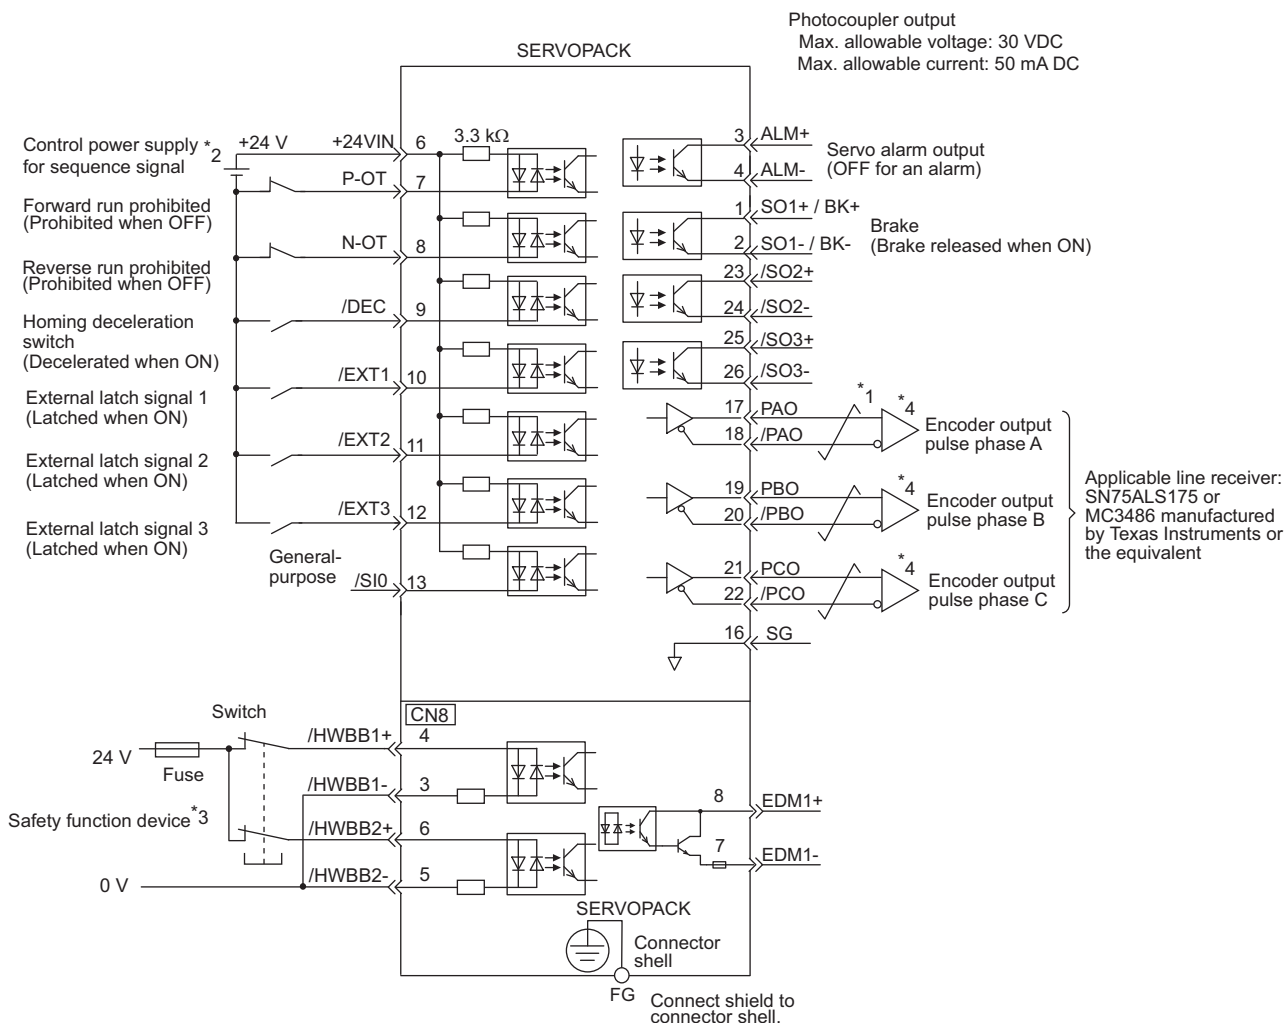 Photocoupler output
Max. allowable voltage: 30 VDC
Max. allowable current: 50 mA DC
SERVOPACK
Control power supply *2
for sequence signal
+24 V
+24VIN
6
3.3 kΩ
P-OT
7
Forward run prohibited
(Prohibited when OFF)
N-OT
8
Reverse run prohibited
(Prohibited when OFF)
/DEC
9
Homing deceleration
switch
(Decelerated when ON)
/EXT1
10
External latch signal 1
(Latched when ON)
/EXT2
11
External latch signal 2
(Latched when ON)
/EXT3
12
External latch signal 3
(Latched when ON)
General-
purpose
/SI0
13
3
ALM+
4
ALM-
Servo alarm output
(OFF for an alarm)
1
SO1+ / BK+
2
SO1- / BK-
Brake
(Brake released when ON)
23
/SO2+
24
/SO2-
25
/SO3+
26
/SO3-
17
PAO
18
/PAO
*1
*4
Encoder output
pulse phase A
19
PBO
20
/PBO
*4
Encoder output
pulse phase B
21
PCO
22
/PCO
*4
Encoder output
pulse phase C
Applicable line receiver:
SN75ALS175 or
MC3486 manufactured
by Texas Instruments or
the equivalent
16
SG
CN8
Switch
24 V
Fuse
/HWBB1+
4
/HWBB1-
3
Safety function device*3
/HWBB2+
6
/HWBB2-
5
0 V
8
EDM1+
7
EDM1-
SERVOPACK
Connector
shell
FG
Connect shield to
connector shell.